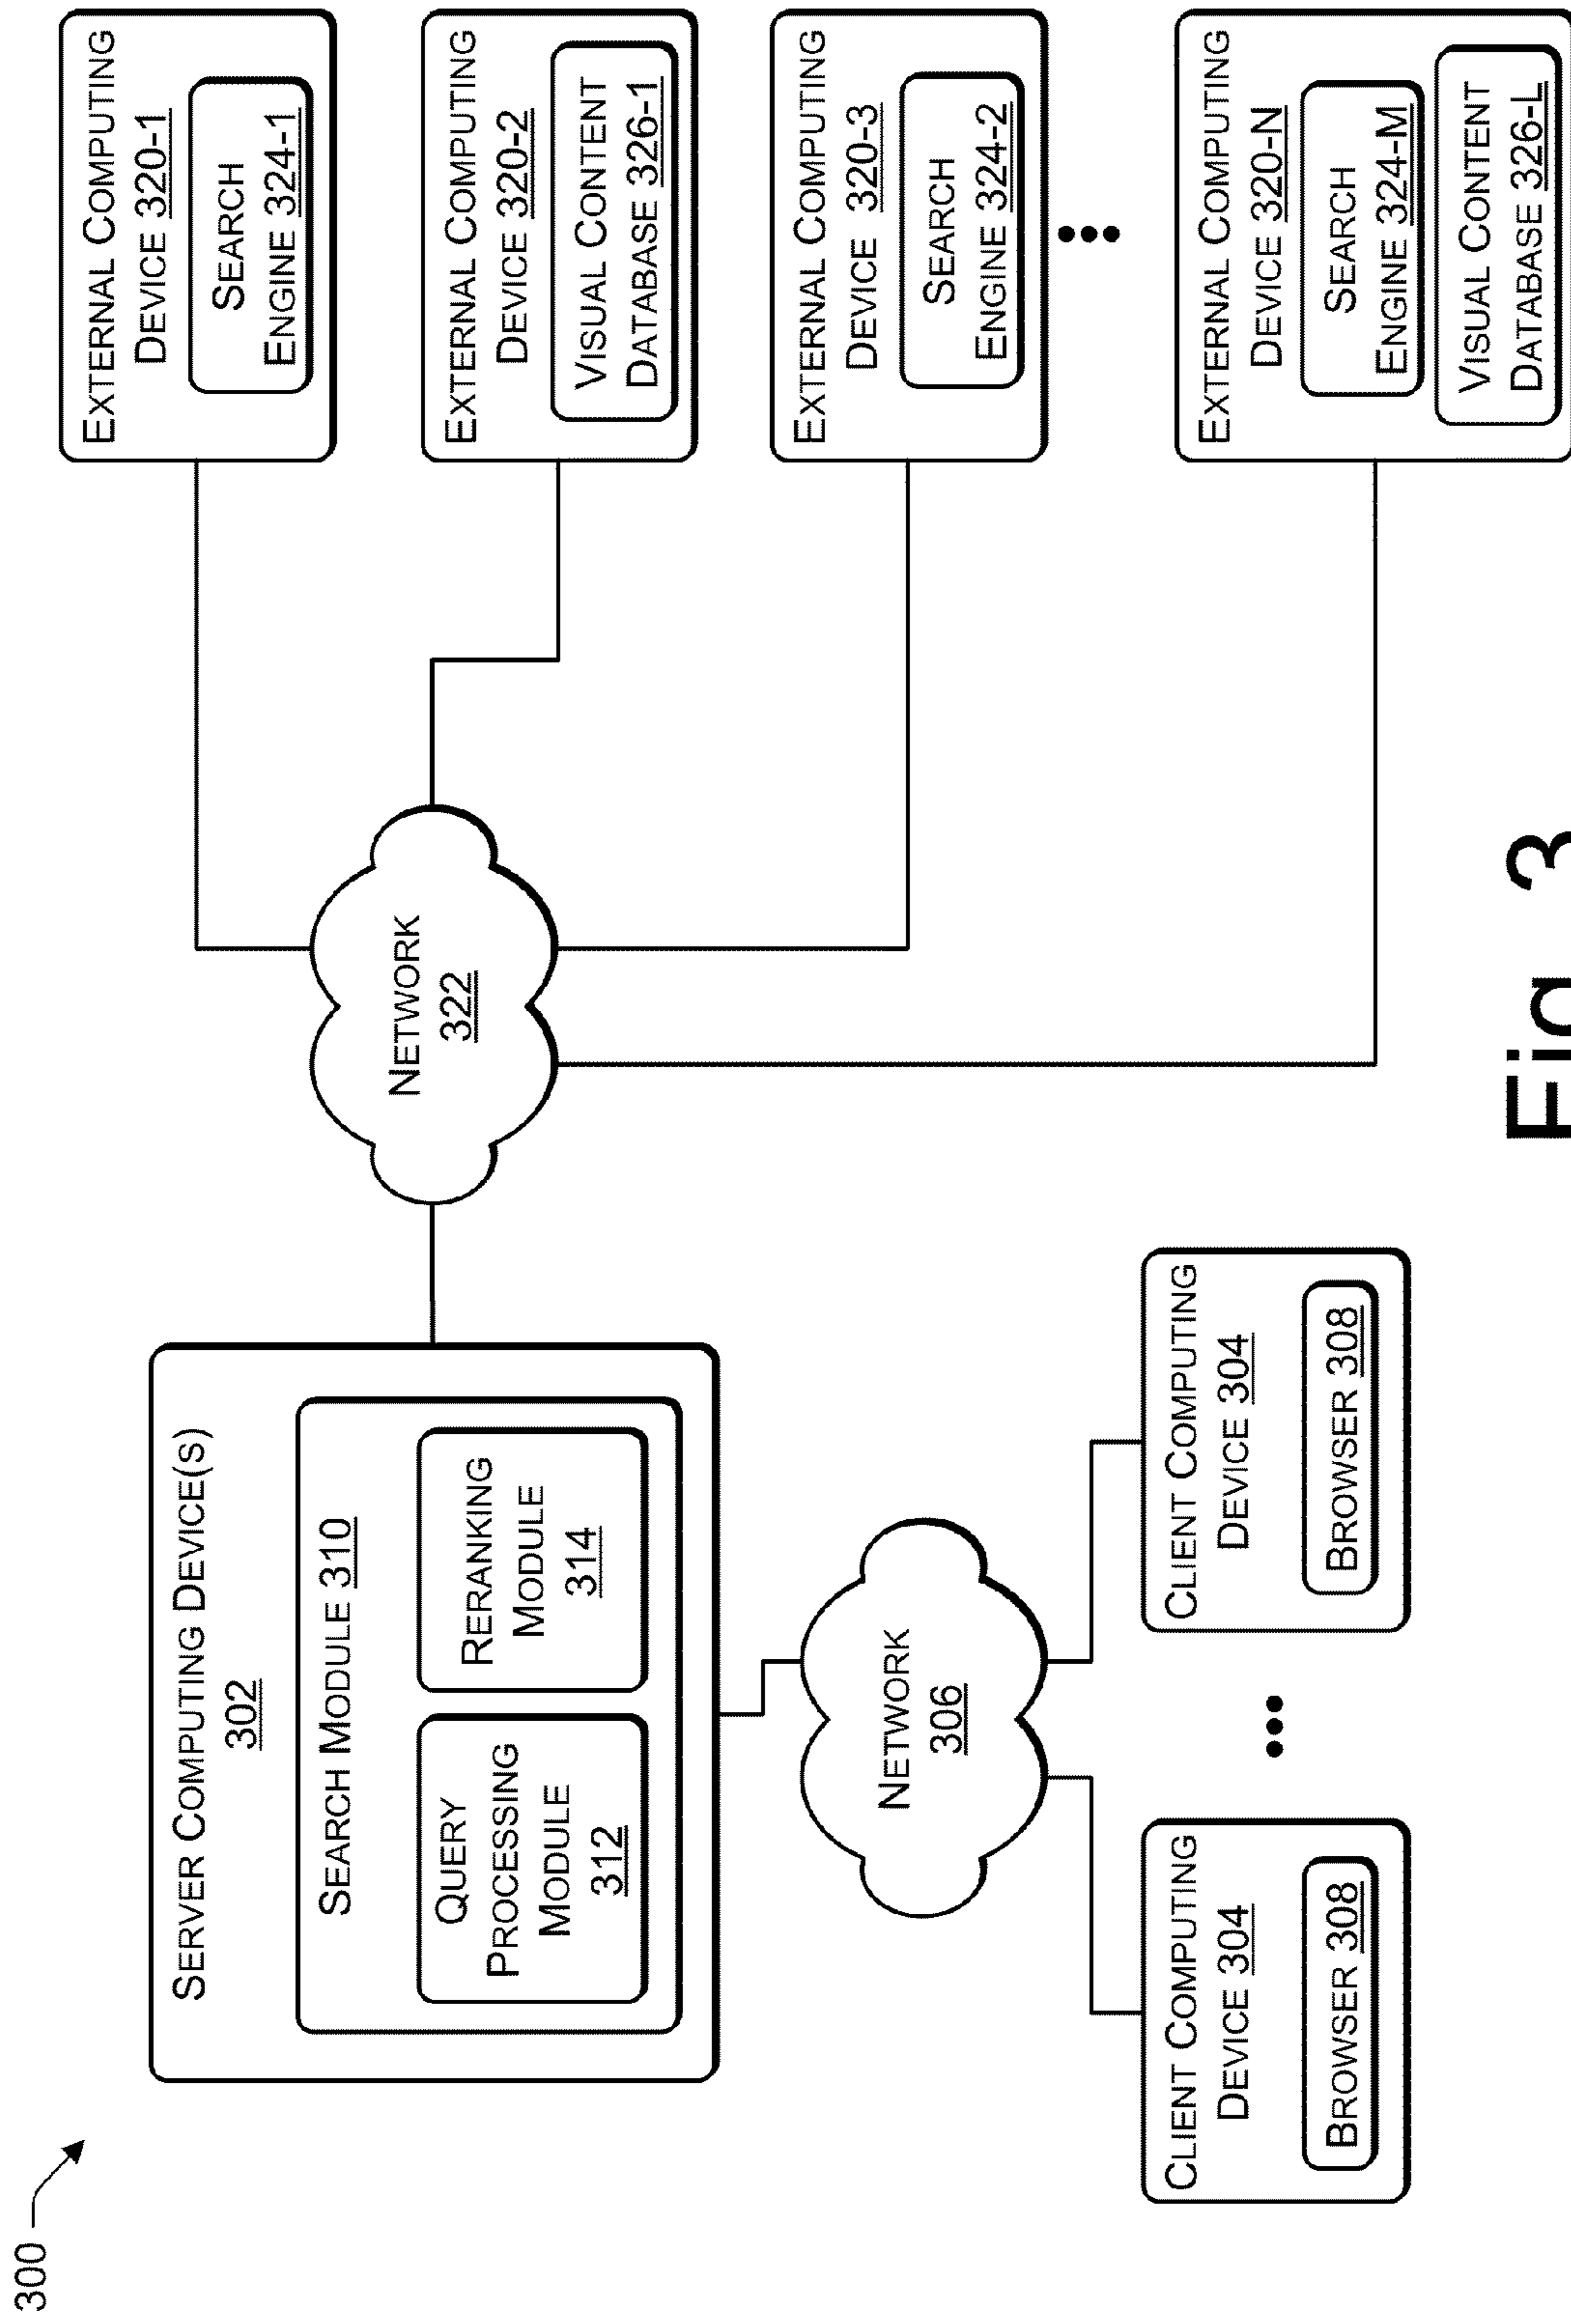 300
SERVER COMPUTING DEVICE(S)
302
SEARCH MODULE 310
QUERY
PROCESSING
MODULE
312
RERANKING
MODULE
314
NETWORK
306
CLIENT COMPUTING
DEVICE 304
BROWSER 308
•••
CLIENT COMPUTING
DEVICE 304
BROWSER 308
NETWORK
322
EXTERNAL COMPUTING
DEVICE 320-1
SEARCH
ENGINE 324-1
EXTERNAL COMPUTING
DEVICE 320-2
VISUAL CONTENT
DATABASE 326-1
EXTERNAL COMPUTING
DEVICE 320-3
SEARCH
ENGINE 324-2
•••
EXTERNAL COMPUTING
DEVICE 320-N
SEARCH
ENGINE 324-M
VISUAL CONTENT
DATABASE 326-L
Fig. 3